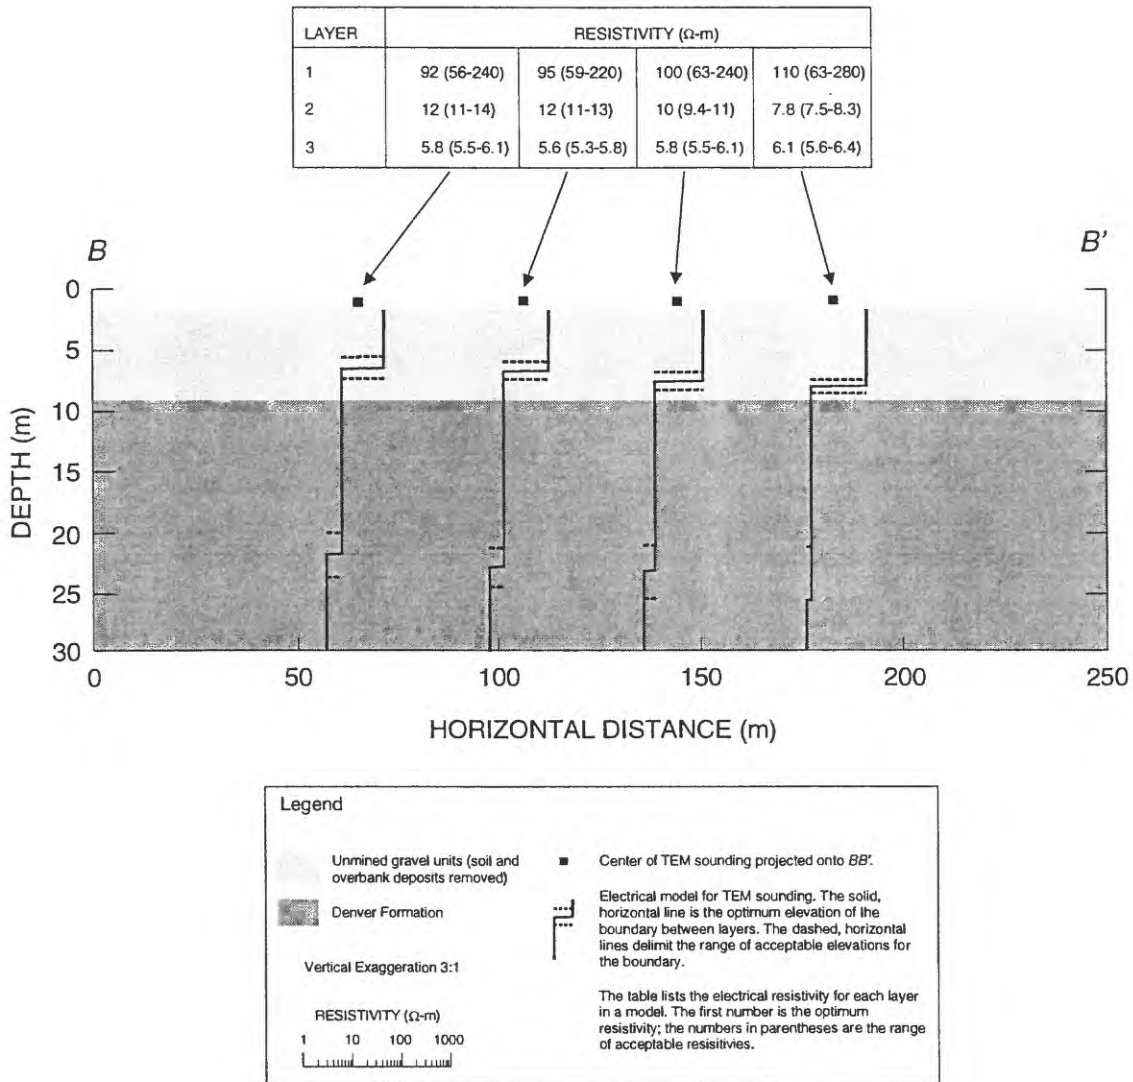 LAYER RESISTIVITY (Ω-m)
1 92 (56-240) 95 (59-220) 100 (63-240) 110 (63-280)
2 12 (11-14) 12 (11-13) 10 (9.4-11) 7.8 (7.5-8.3)
3 5.8 (5.5-6.1) 5.6 (5.3-5.8) 5.8 (5.5-6.1) 6.1 (5.6-6.4)
B B'
0
5
10
15
20
25
30
DEPTH (m)
0 50 100 150 200 250
HORIZONTAL DISTANCE (m)
Legend
Unmined gravel units (soil and
overbank deposits removed)
Denver Formation
Vertical Exaggeration 3:1
RESISTIVITY (Ω-m)
1 10 100 1000
Center of TEM sounding projected onto BB'.
Electrical model for TEM sounding. The solid,
horizontal line is the optimum elevation of the
boundary between layers. The dashed, horizontal
lines delimit the range of acceptable elevations for
the boundary.
The table lists the electrical resistivity for each layer
in a model. The first number is the optimum
resistivity; the numbers in parentheses are the range
of acceptable resisitivies.